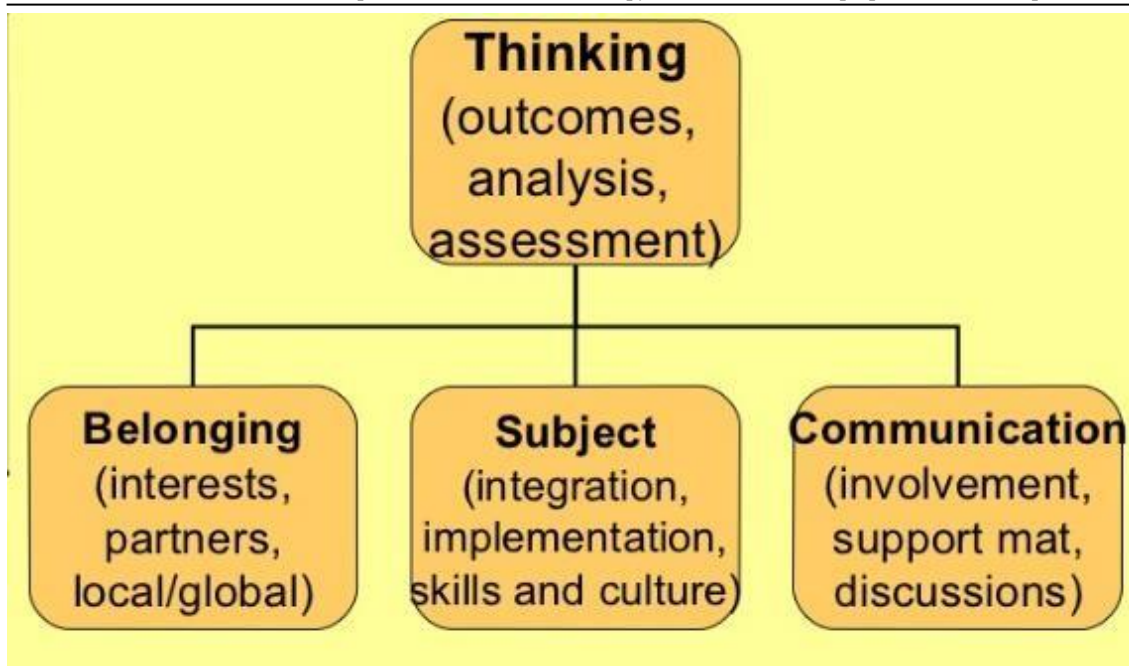 Thinking
(outcomes,
analysis,
assessment)
Belonging
(interests,
partners,
local/global)
Subject
(integration,
implementation,
skills and culture)
Communication
(involvement,
support mat,
discussions)